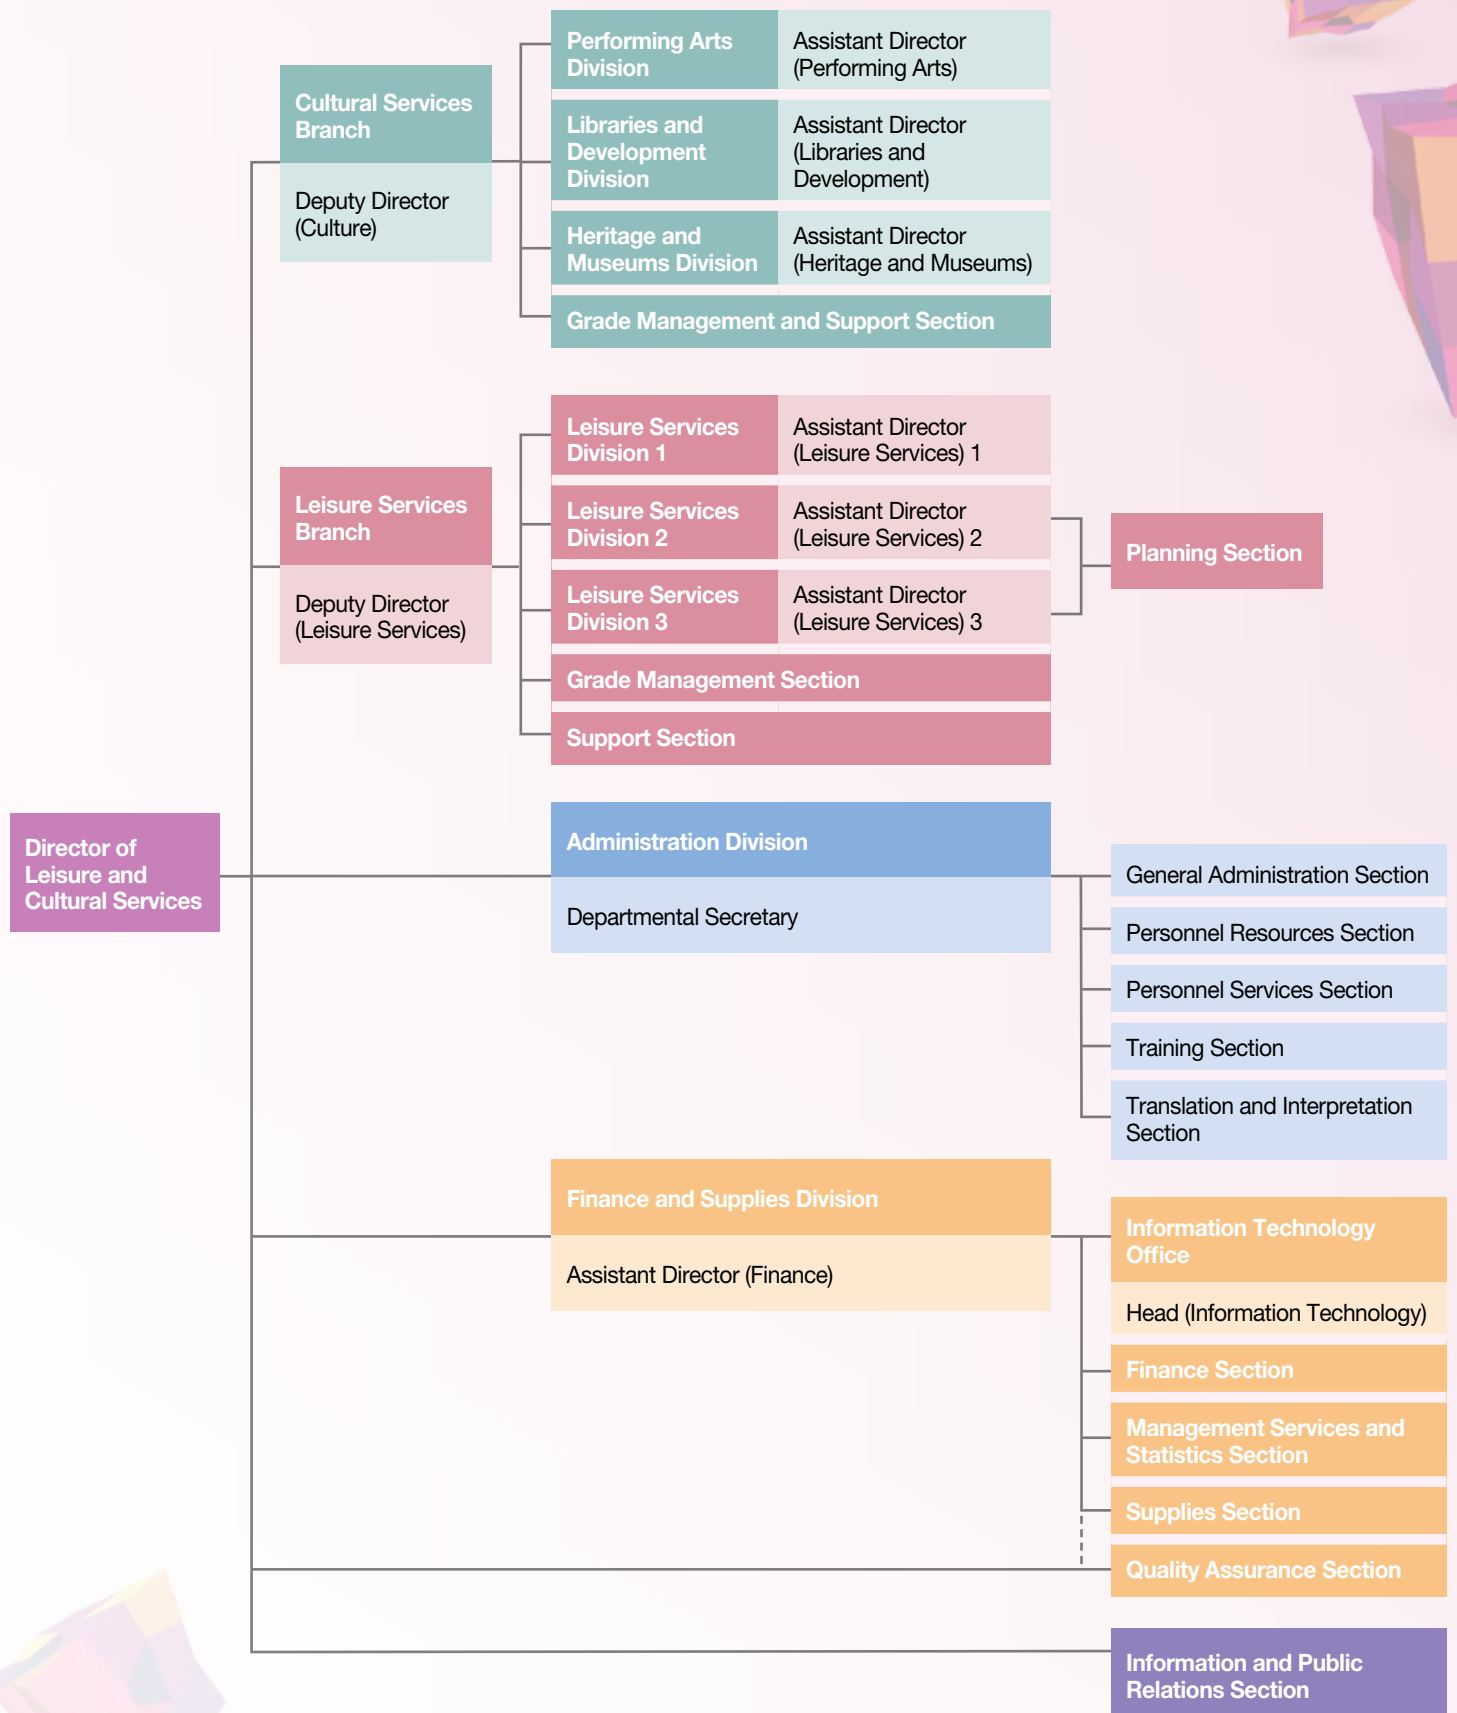 Performing Arts
Division
Assistant Director
(Performing Arts)
Cultural Services
Branch
Deputy Director
(Culture)
Libraries and
Development
Division
Assistant Director
(Libraries and
Development)
Heritage and
Museums Division
Assistant Director
(Heritage and Museums)
Grade Management and Support Section
Leisure Services
Division 1
Assistant Director
(Leisure Services) 1
Leisure Services
Branch
Deputy Director
(Leisure Services)
Leisure Services
Division 2
Assistant Director
(Leisure Services) 2
Leisure Services
Division 3
Assistant Director
(Leisure Services) 3
Planning Section
Grade Management Section
Support Section
Director of
Leisure and
Cultural Services
Administration Division
Departmental Secretary
General Administration Section
Personnel Resources Section
Personnel Services Section
Training Section
Translation and Interpretation
Section
Finance and Supplies Division
Assistant Director (Finance)
Information Technology
Office
Head (Information Technology)
Finance Section
Management Services and
Statistics Section
Supplies Section
Quality Assurance Section
Information and Public
Relations Section